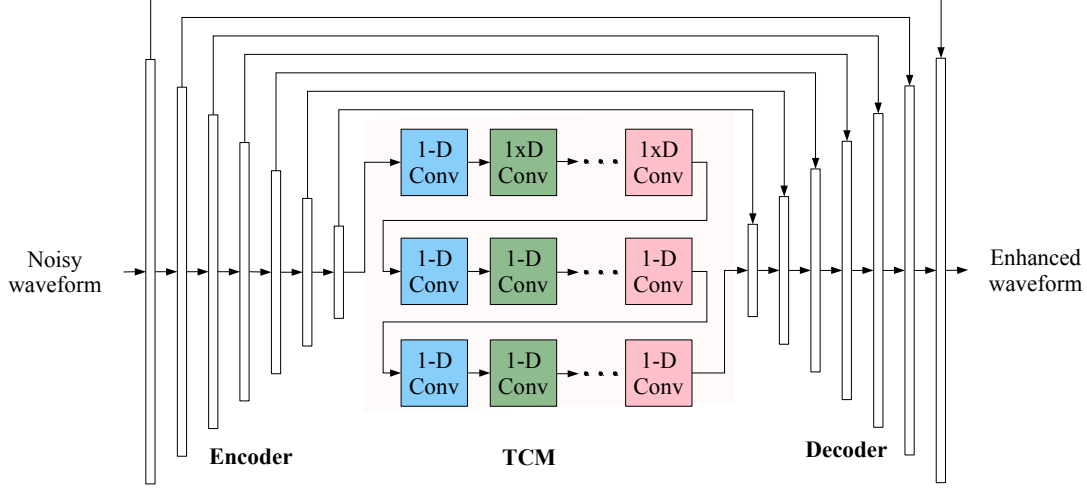 1-D
Conv
1xD
Conv
. . .
1xD
Conv
Noisy
waveform
1-D
Conv
1-D
Conv
. . .
1-D
Conv
Enhanced
waveform
1-D
Conv
1-D
Conv
. . .
1-D
Conv
Encoder
TCM
Decoder